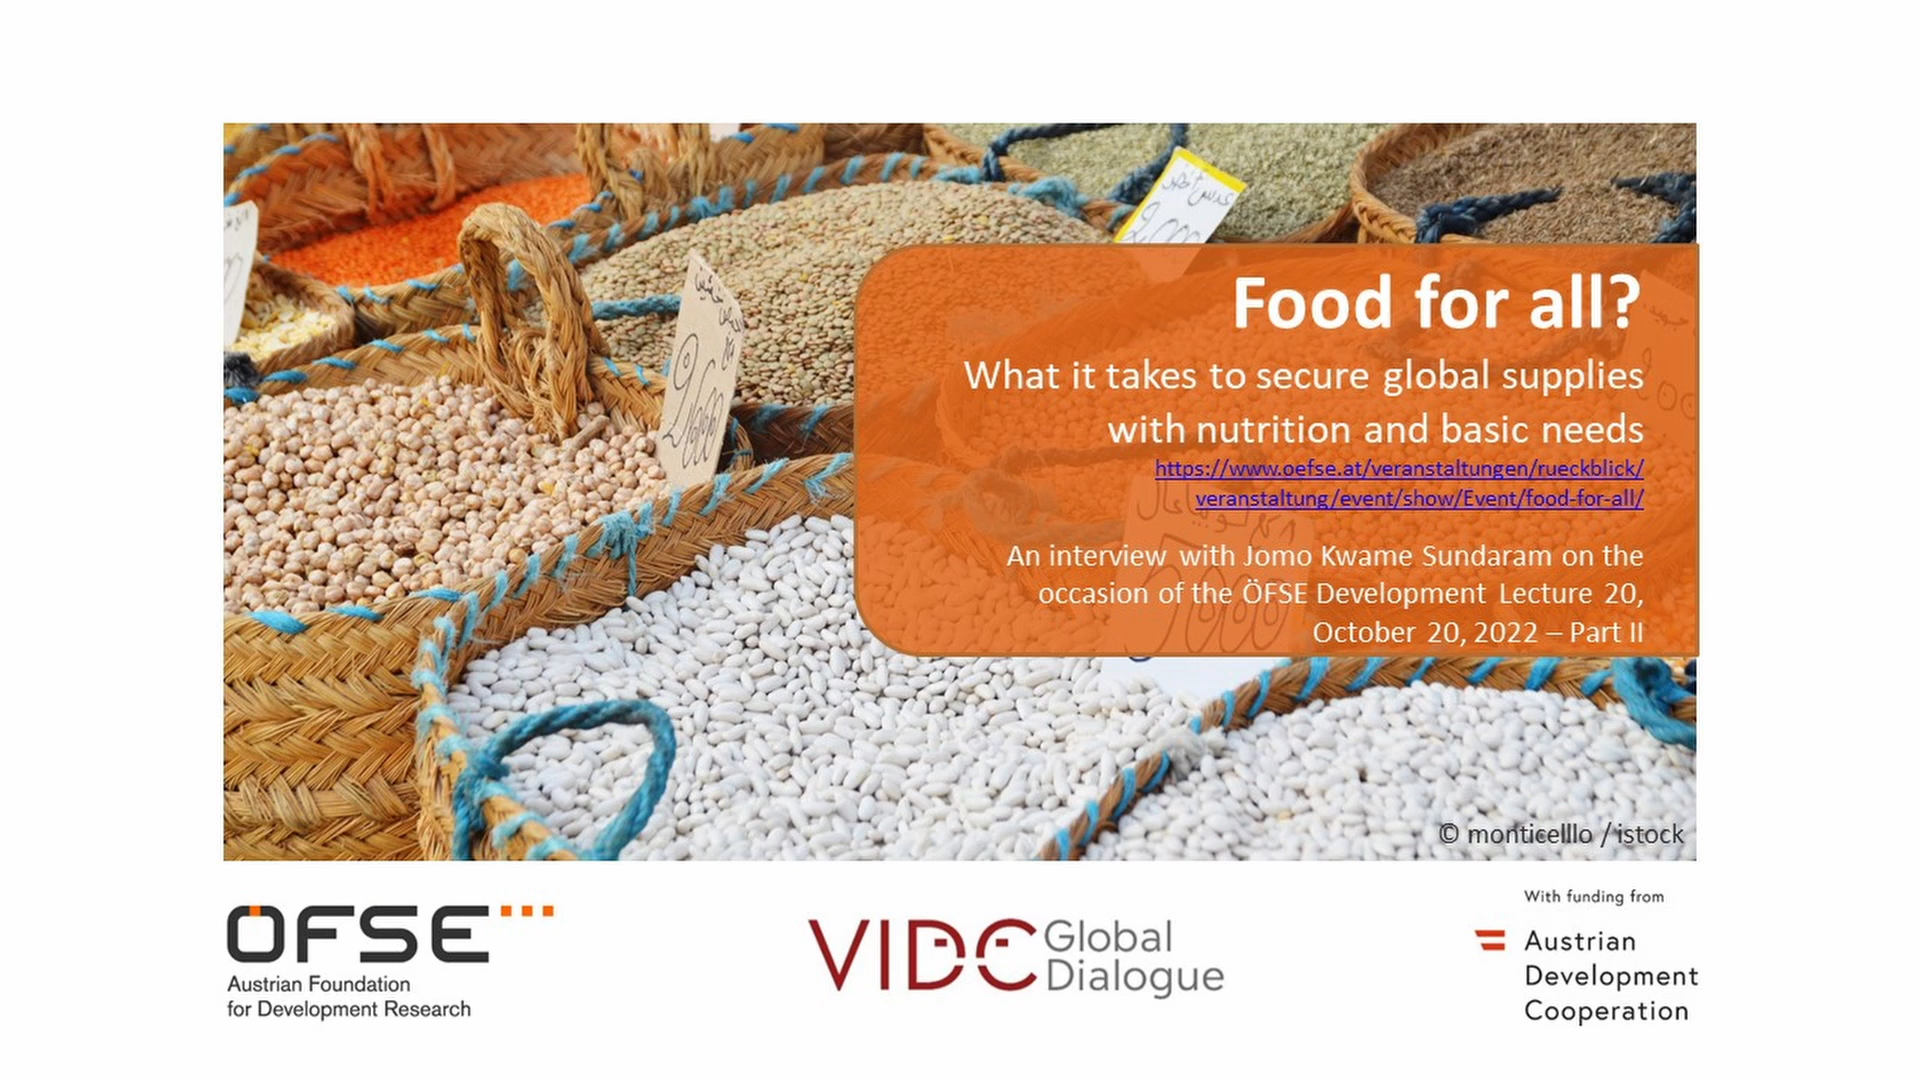 عدس أخضر
Food for all?
What it takes to secure global supplies
with nutrition and basic needs
https://www.oefse.at/veranstaltungen/rueckblick/
veranstaltung/event/show/Event/food-for-all/
An interview with Jomo Kwame Sundaram on the
occasion of the ÖFSE Development Lecture 20,
October 20, 2022 – Part II
© monticelllo / istock
ÖFSE
Austrian Foundation
for Development Research
VIDC Global
Dialogue
With funding from
Austrian
Development
Cooperation